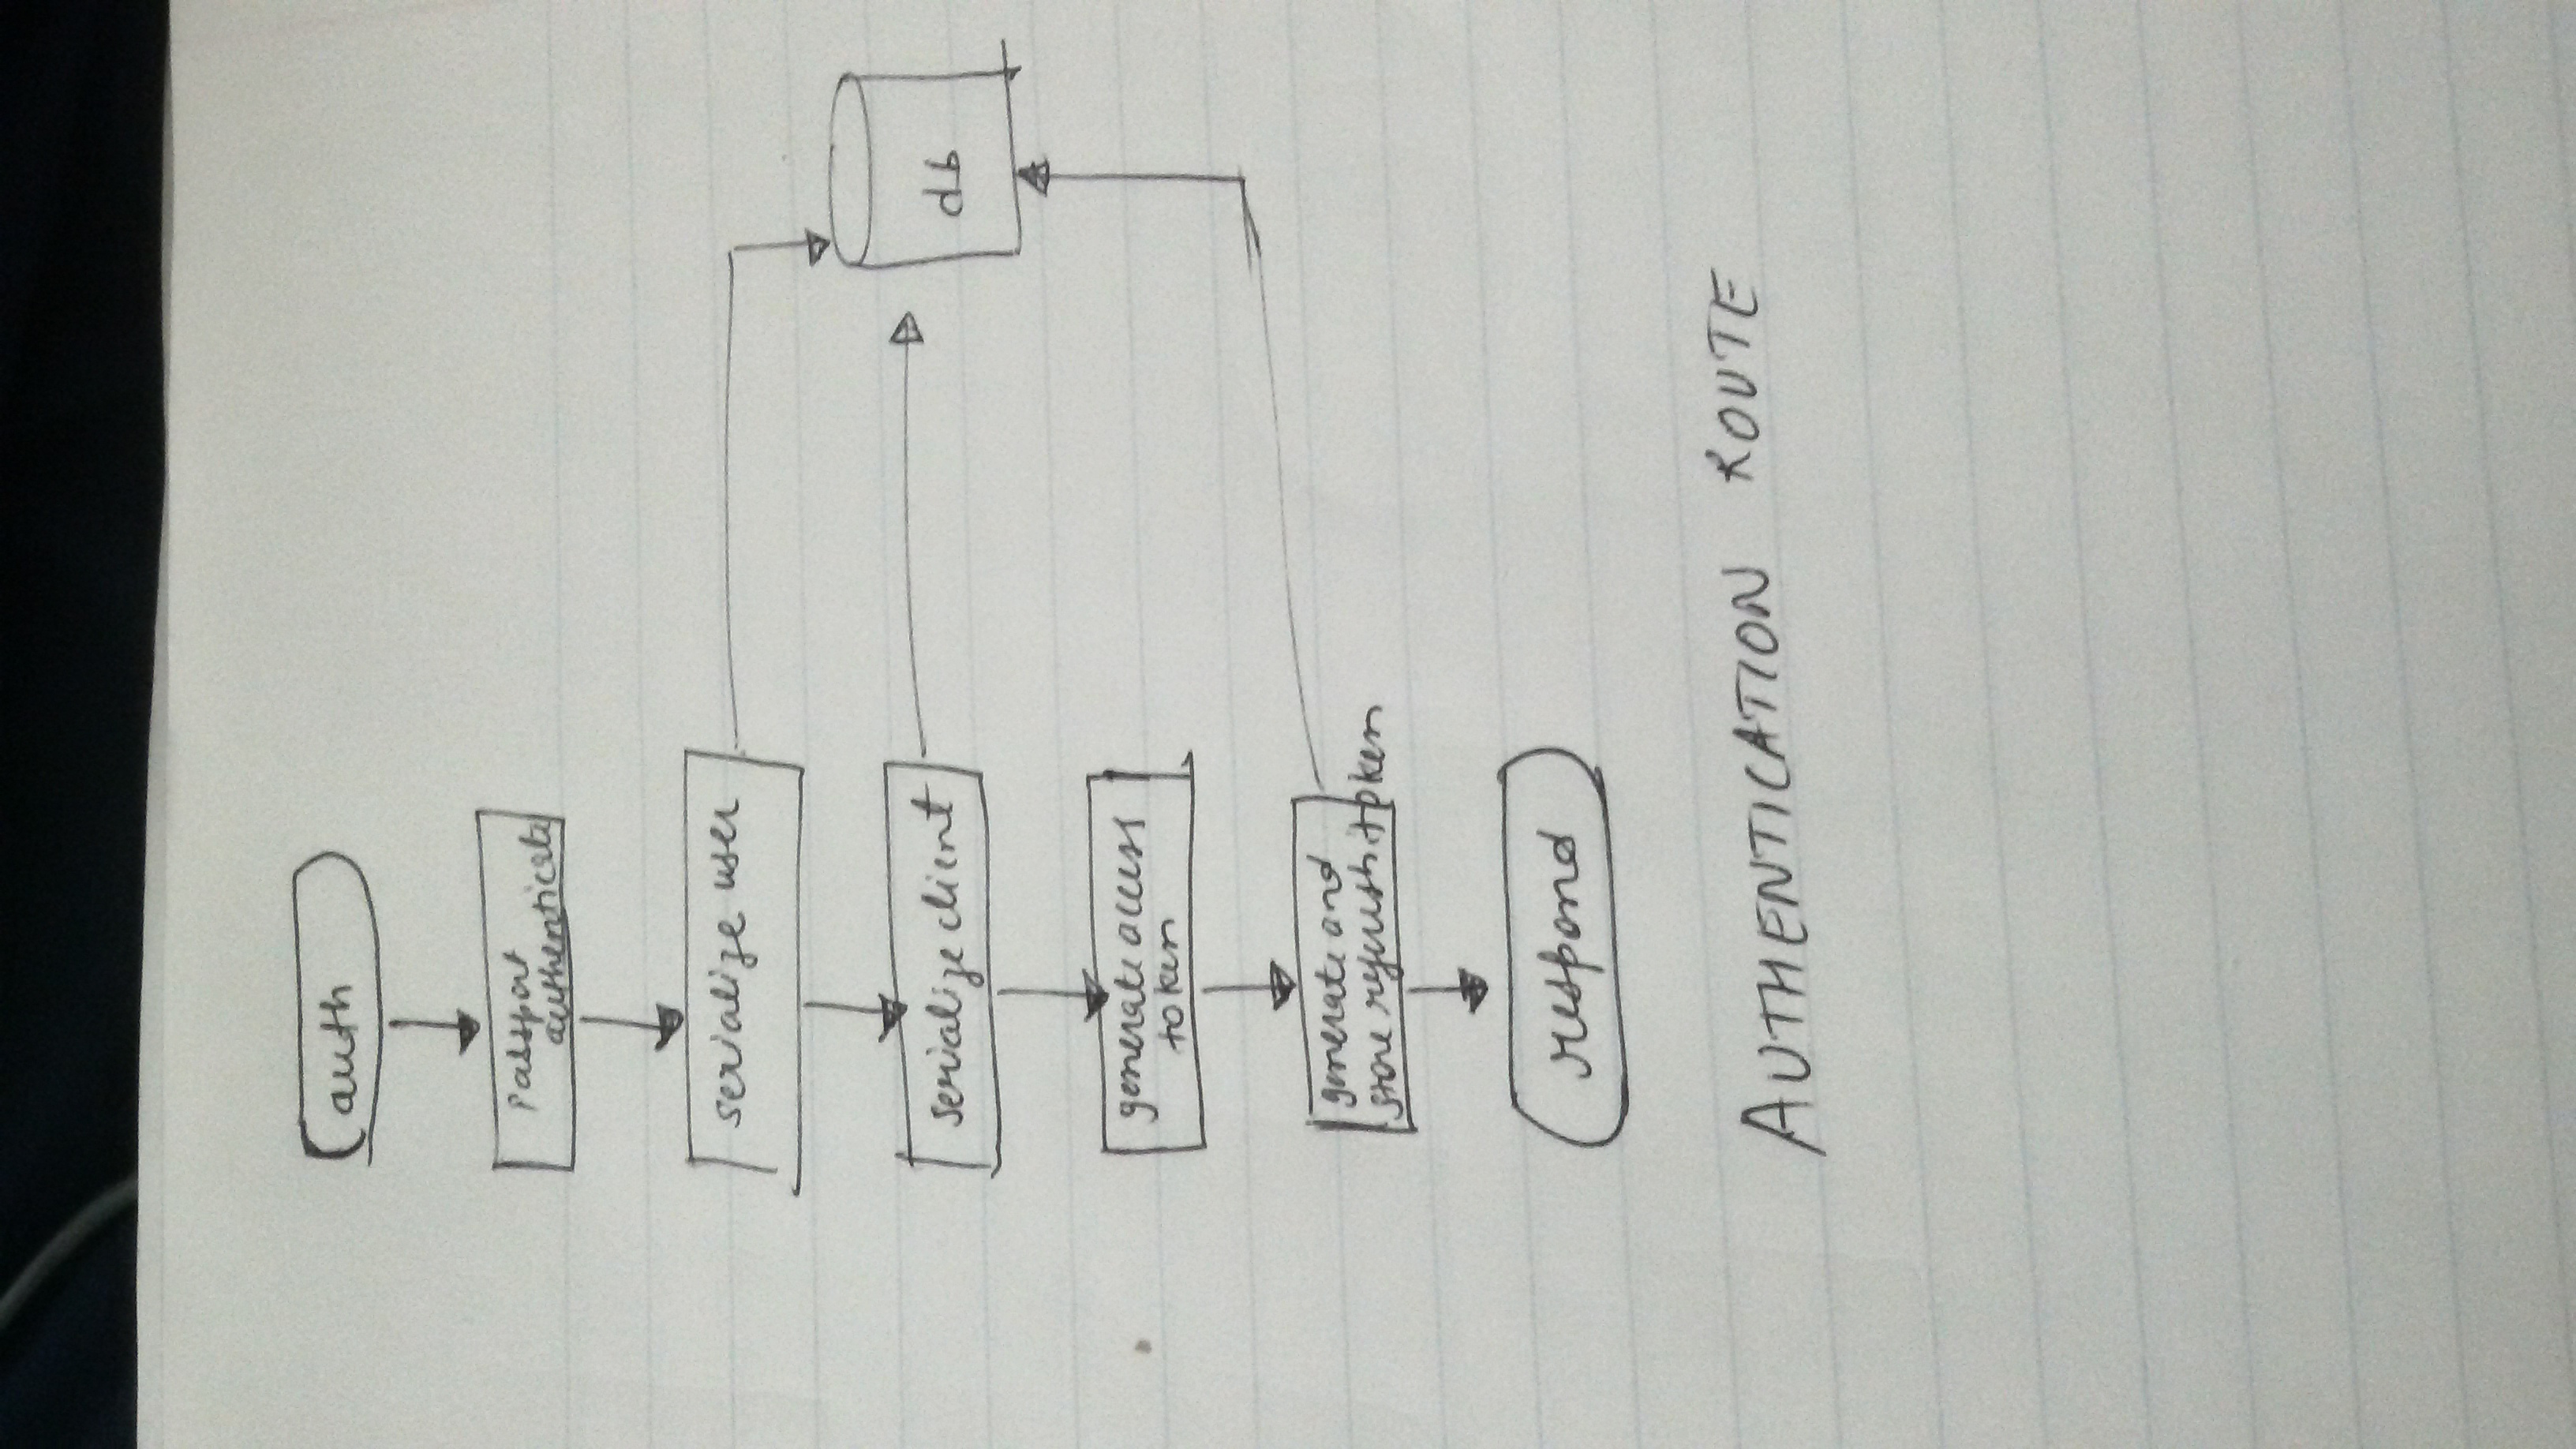 auth
Passport
authenticate
serialize user
serialize client
db
generate access
token
generate and
store refresh token
respond
AUTHENTICATION ROUTE